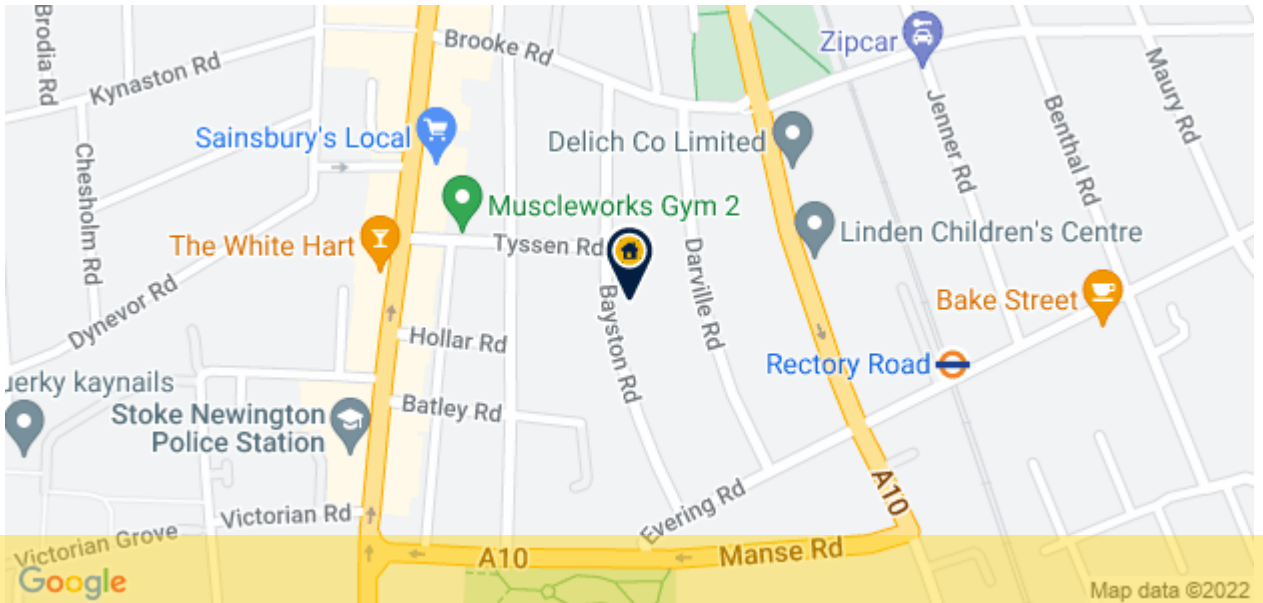 Brodia Rd
Kynaston Rd
Brooke Rd
Zipcar
Maury Rd
Sainsbury's Local
Delich Co Limited
Jenner Rd
Benthal Rd
Chesholm Rd
Muscleworks Gym 2
The White Hart
Tyssen Rd
Linden Children's Centre
Darville Rd
Dynevor Rd
Bayston Rd
Bake Street
Hollar Rd
Rectory Road
uerky kaynails
Batley Rd
Stoke Newington
Police Station
A10
Evering Rd
Victorian Rd
Victorian Grove
A10
Manse Rd
Google
Map data ©2022